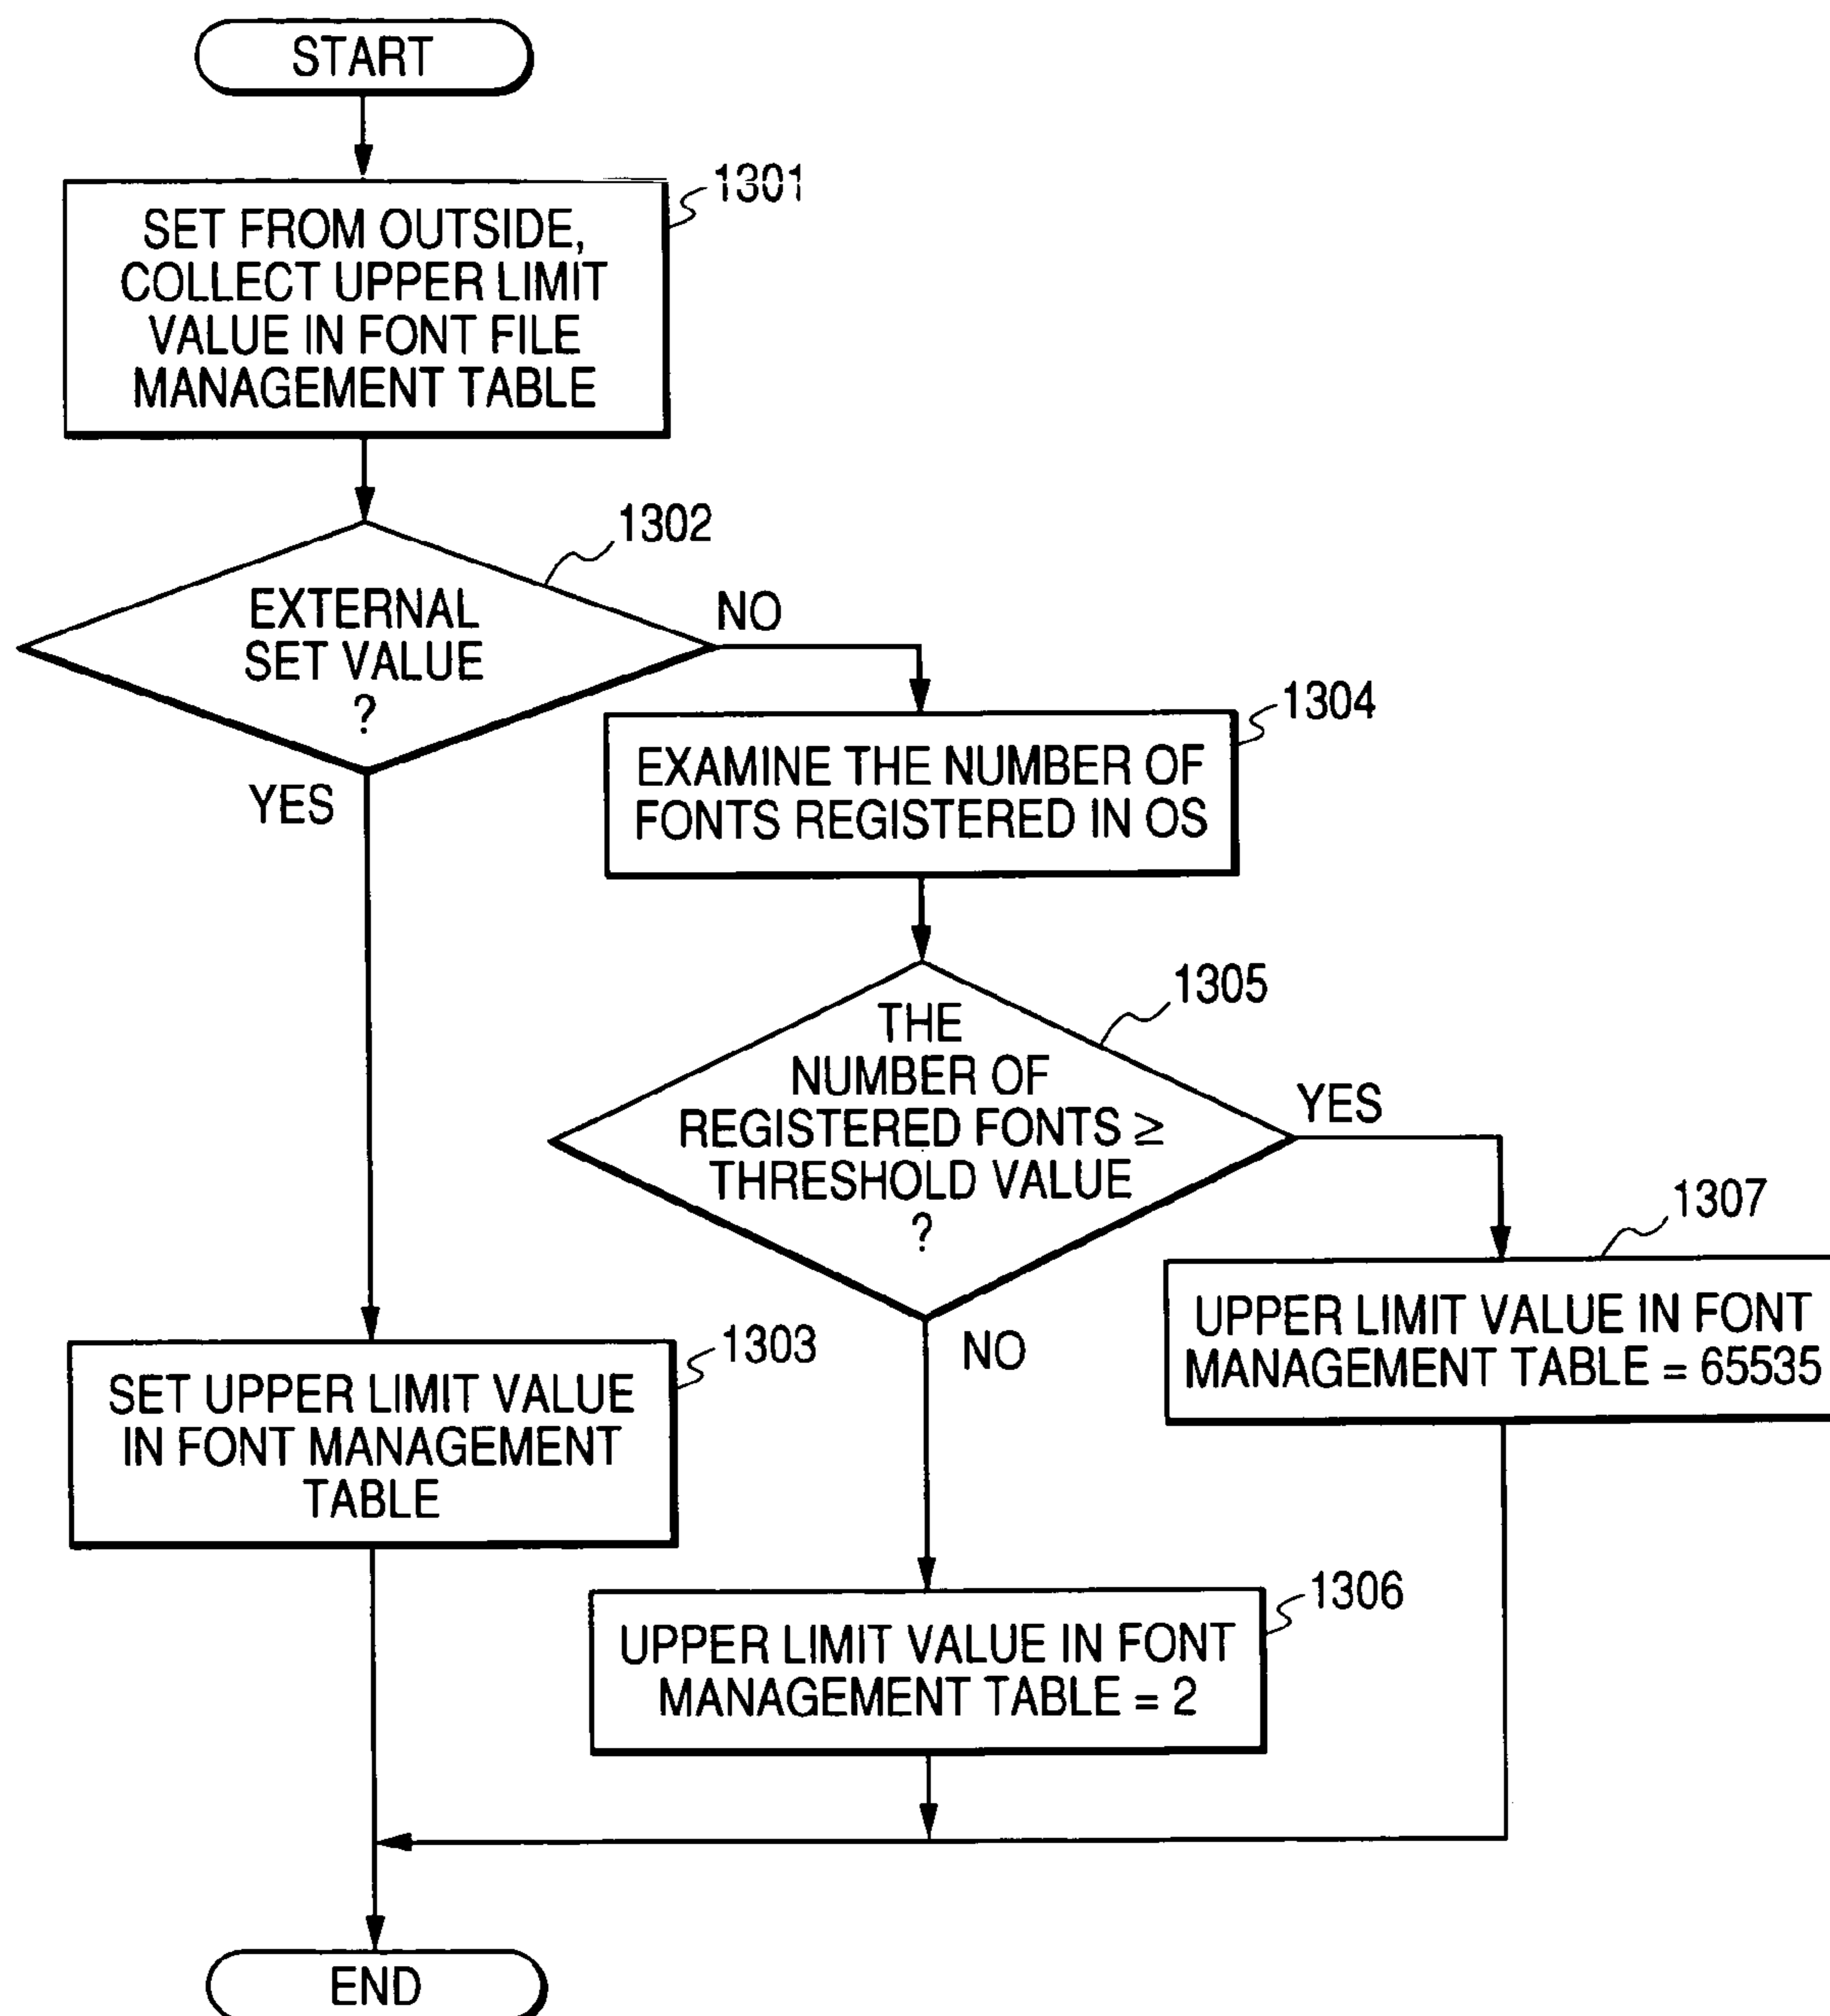 START
1301
SET FROM OUTSIDE,
COLLECT UPPER LIMIT
VALUE IN FONT FILE
MANAGEMENT TABLE
1302
EXTERNAL
SET VALUE
?
NO
YES
1304
EXAMINE THE NUMBER OF
FONTS REGISTERED IN OS
1305
THE
NUMBER OF
REGISTERED FONTS ≥
THRESHOLD VALUE
?
YES
NO
1307
UPPER LIMIT VALUE IN FONT
MANAGEMENT TABLE = 65535
1303
SET UPPER LIMIT VALUE
IN FONT MANAGEMENT
TABLE
1306
UPPER LIMIT VALUE IN FONT
MANAGEMENT TABLE = 2
END